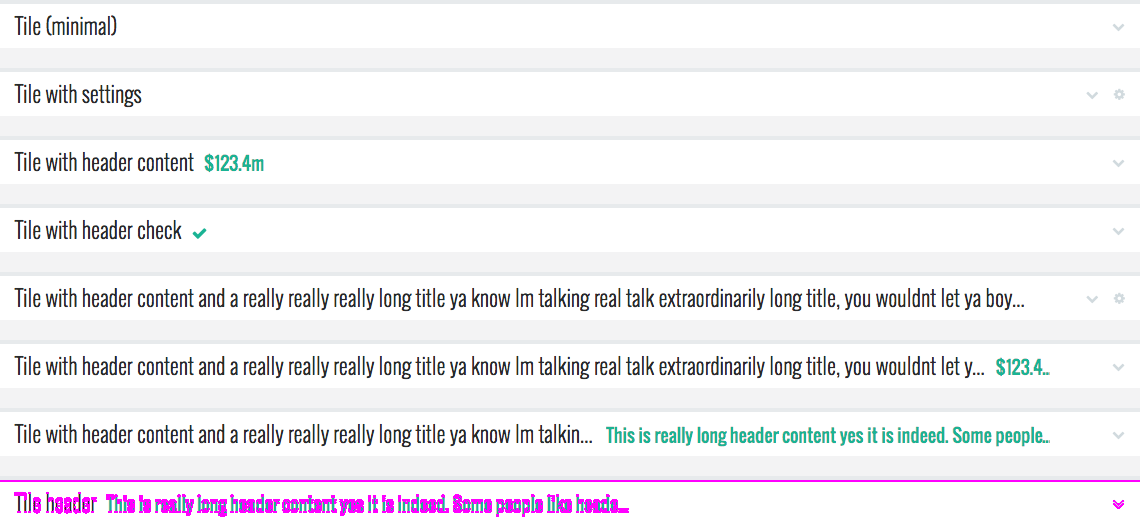 Tile (minimal)
Tile with settings
Tile with header content $123.4m
Tile with header check
Tile with header content and a really really really long title ya know Im talking real talk extraordinarily long title, you wouldnt let ya boy...
Tile with header content and a really really really long title ya know Im talking real talk extraordinarily long title, you wouldnt let y... $123.4..
Tile with header content and a really really really long title ya know Im talkin... This is really long header content yes it is indeed. Some people..
Tile header This is really long header content yes it is indeed. Some people like heade...